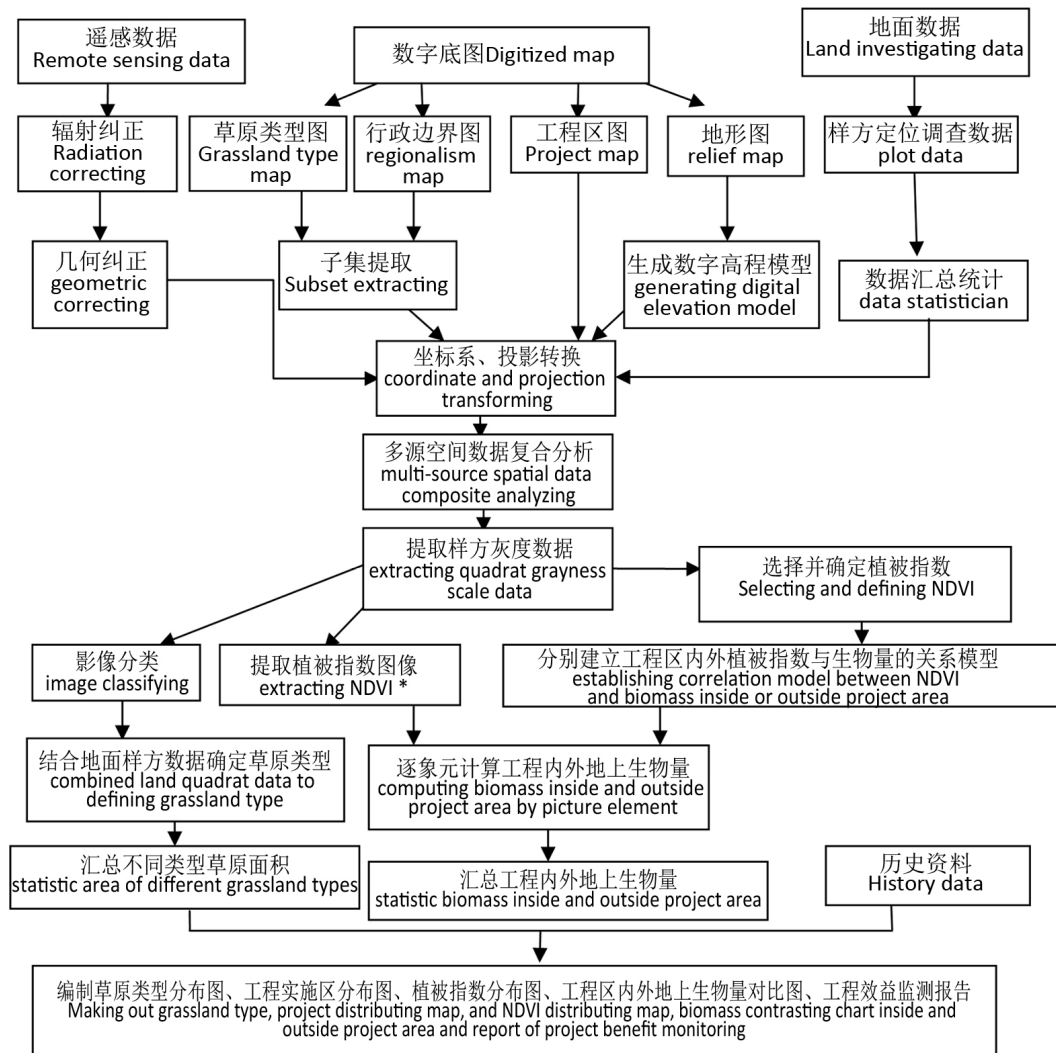 遥感数据
Remote sensing data
数字底图Digitized map
地面数据
Land investigating data
辐射纠正
Radiation
correcting
草原类型图
Grassland type
map
行政边界图
regionalism
map
工程区图
Project map
地形图
relief map
样方定位调查数据
plot data
几何纠正
geometric
correcting
子集提取
Subset extracting
生成数字高程模型
generating digital
elevation model
数据汇总统计
data statistician
坐标系、投影转换
coordinate and projection
transforming
多源空间数据复合分析
multi-source spatial data
composite analyzing
提取样方灰度数据
extracting quadrat grayness
scale data
选择并确定植被指数
Selecting and defining NDVI
影像分类
image classifying
提取植被指数图像
extracting NDVI *
分别建立工程区内外植被指数与生物量的关系模型
establishing correlation model between NDVI
and biomass inside or outside project area
结合地面样方数据确定草原类型
combined land quadrat data to
defining grassland type
逐象元计算工程内外地上生物量
computing biomass inside and outside
project area by picture element
汇总不同类型草原面积
statistic area of different grassland types
汇总工程内外地上生物量
statistic biomass inside and outside project area
历史资料
History data
编制草原类型分布图、工程实施区分布图、植被指数分布图、工程区内外地上生物量对比图、工程效益监测报告
Making out grassland type, project distributing map, and NDVI distributing map, biomass contrasting chart inside and
outside project area and report of project benefit monitoring